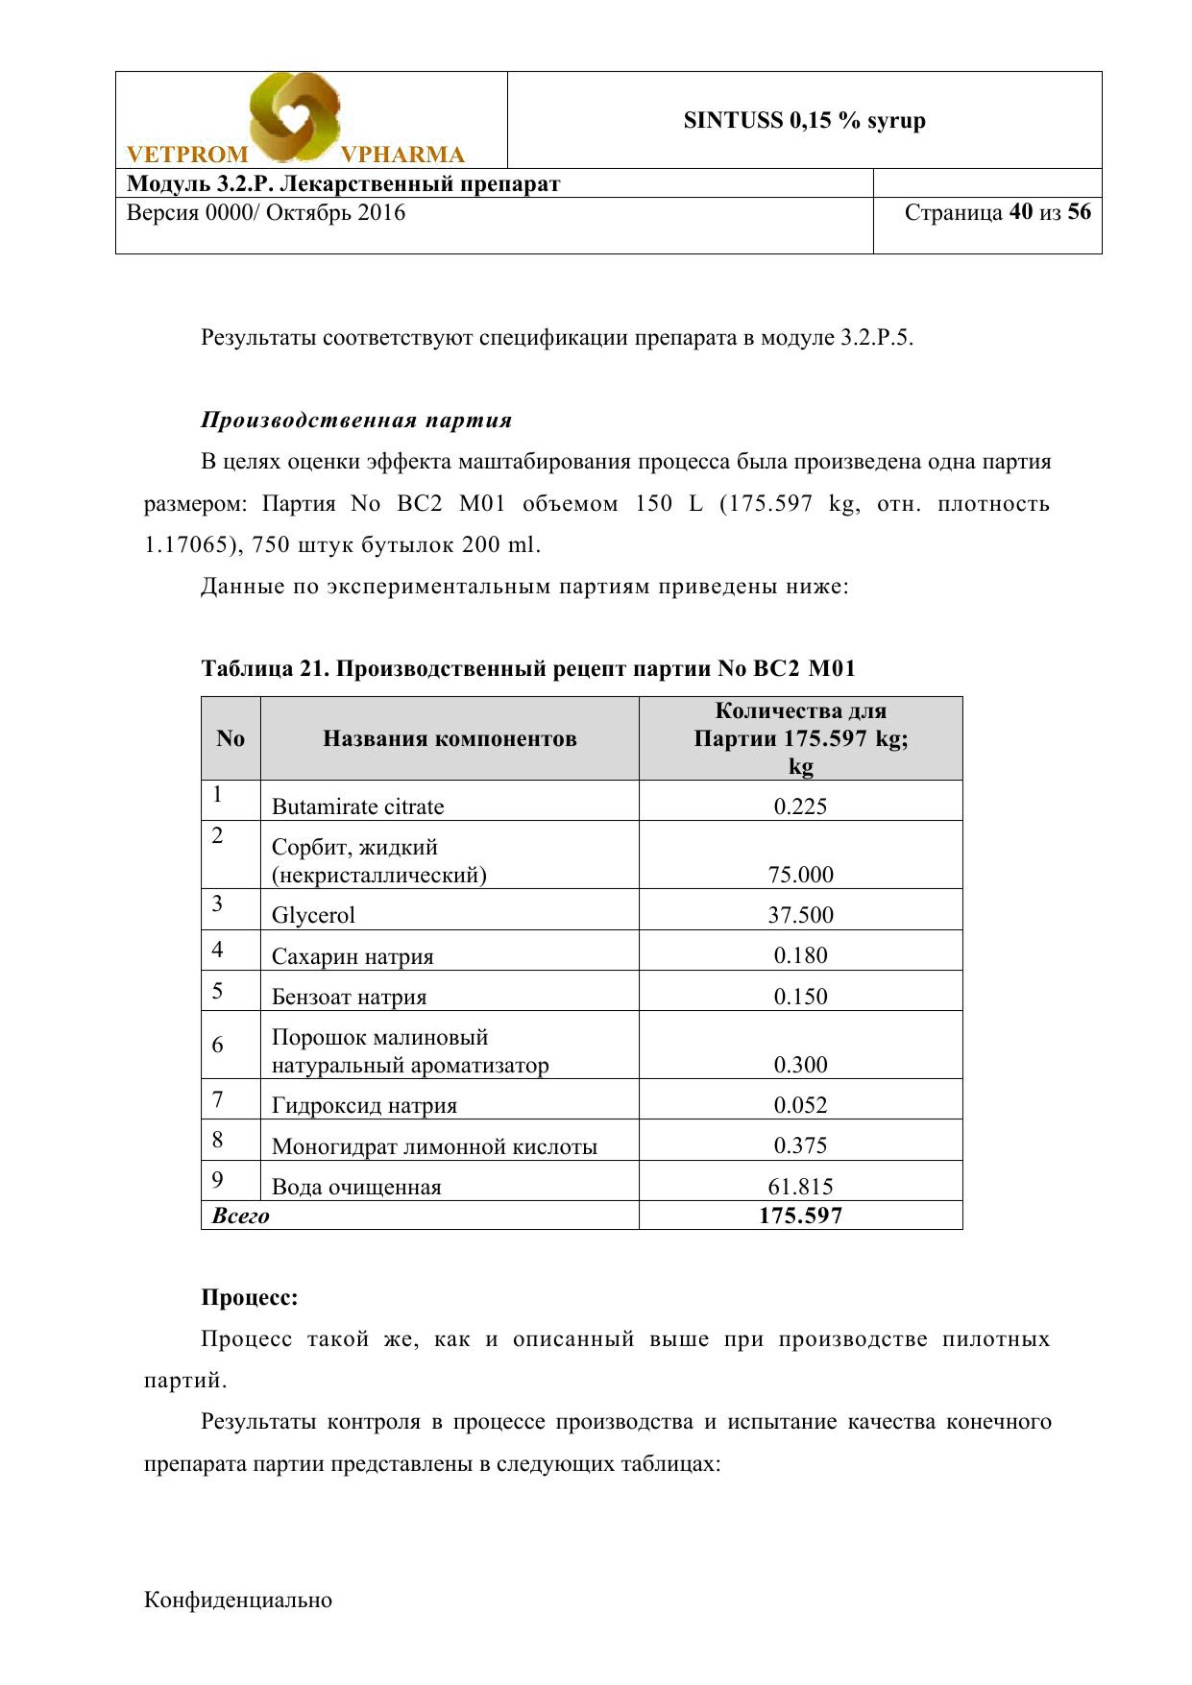 VETPROM VPHARMA
SINTUSS 0,15 % syrup
Модуль 3.2.P. Лекарственный препарат
Версия 0000/ Октябрь 2016
Страница 40 из 56
Результаты соответствуют спецификации препарата в модуле 3.2.P.5.
Производственная партия
В целях оценки эффекта маштабирования процесса была произведена одна партия
размером: Партия No BC2 M01 объемом 150 L (175.597 kg, отн. плотность
1.17065), 750 штук бутылок 200 ml.
Данные по экспериментальным партиям приведены ниже:
Таблица 21. Производственный рецепт партии No BC2 M01
No
Названия компонентов
Количества для
Партии 175.597 kg;
kg
1 Butamirate citrate 0.225
2 Сорбит, жидкий
(некристаллический) 75.000
3 Glycerol 37.500
4 Сахарин натрия 0.180
5 Бензоат натрия 0.150
6 Порошок малиновый
натуральный ароматизатор 0.300
7 Гидроксид натрия 0.052
8 Моногидрат лимонной кислоты 0.375
9 Вода очищенная 61.815
Всего 175.597
Процесс:
Процесс такой же, как и описанный выше при производстве пилотных
партий.
Результаты контроля в процессе производства и испытание качества конечного
препарата партии представлены в следующих таблицах:
Конфиденциально